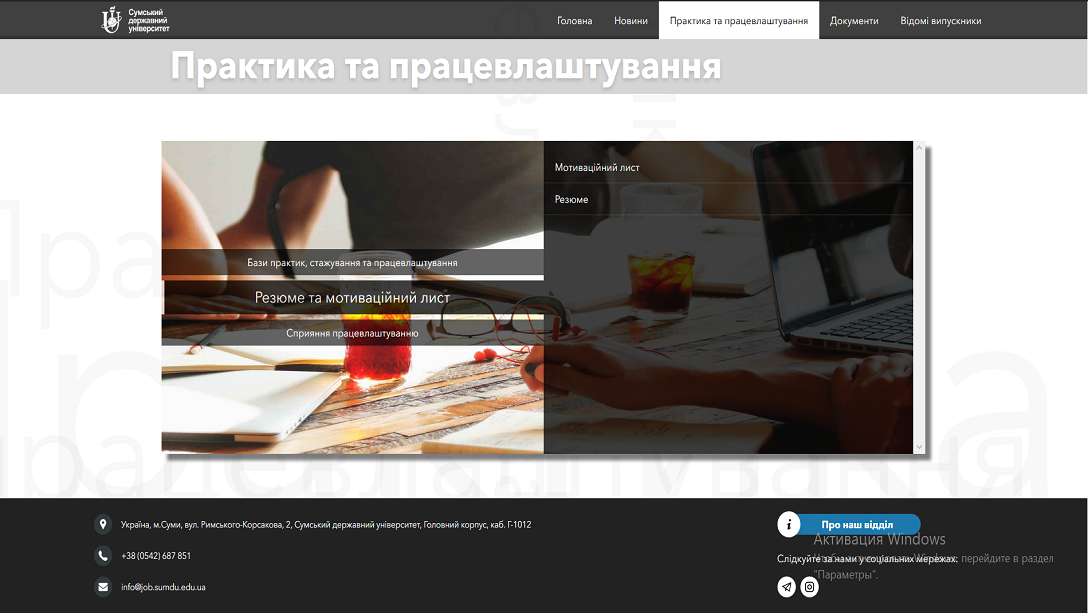 Сумський
державний
університет
Головна Новини Практика та працевлаштування Документи Відомі випускники
Практика та працевлаштування
Бази практик, стажування та працевлаштування
Резюме та мотиваційний лист
Сприяння працевлаштуванню
Мотиваційний лист
Резюме
Україна, м.Суми, вул. Римського-Корсакова, 2, Сумський державний університет, Головний корпус, каб. Г-1012
+38 (0542) 687 851
info@job.sumdu.edu.ua
i Про наш відділ
Активация Windows
Слідкуйте за нами у соціальних мережах:
перейдите в раздел
"Параметры".